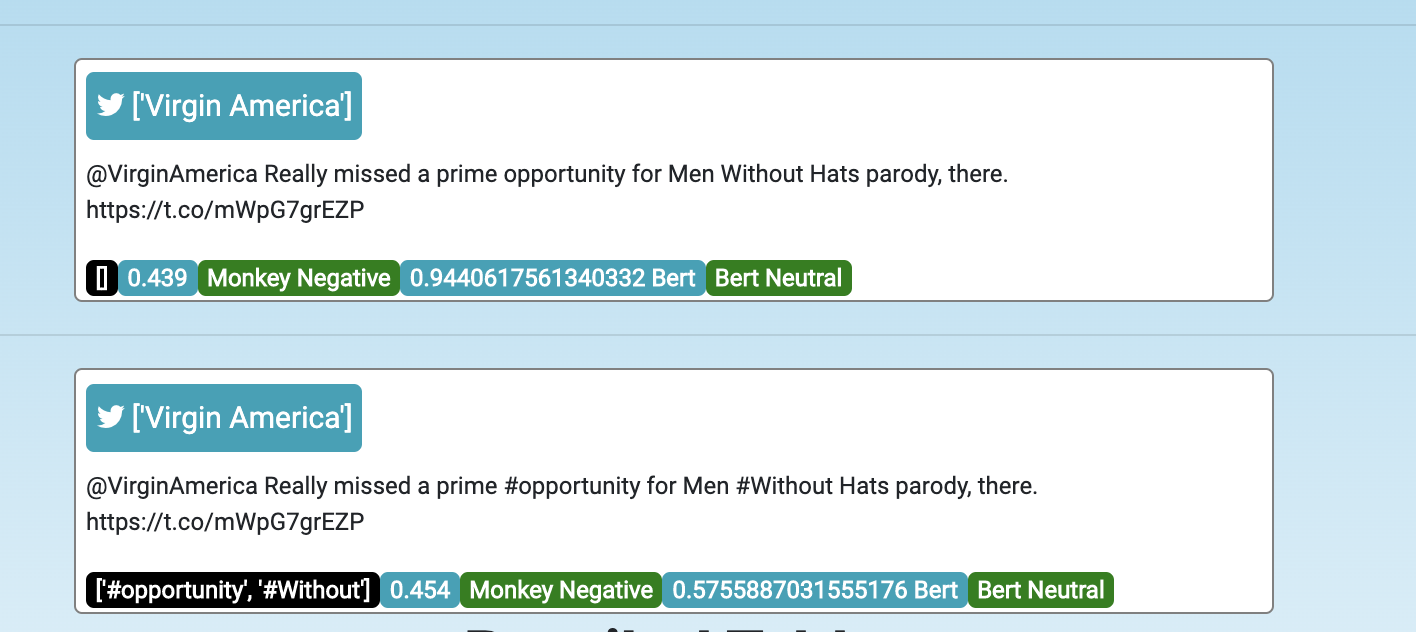 ['Virgin America']
@VirginAmerica Really missed a prime opportunity for Men Without Hats parody, there.
https://t.co/mWpG7grEZP
[] 0.439 Monkey Negative 0.9440617561340332 Bert Bert Neutral
['Virgin America']
@VirginAmerica Really missed a prime #opportunity for Men #Without Hats parody, there.
https://t.co/mWpG7grEZP
['#opportunity', '#Without'] 0.454 Monkey Negative 0.5755887031555176 Bert Bert Neutral